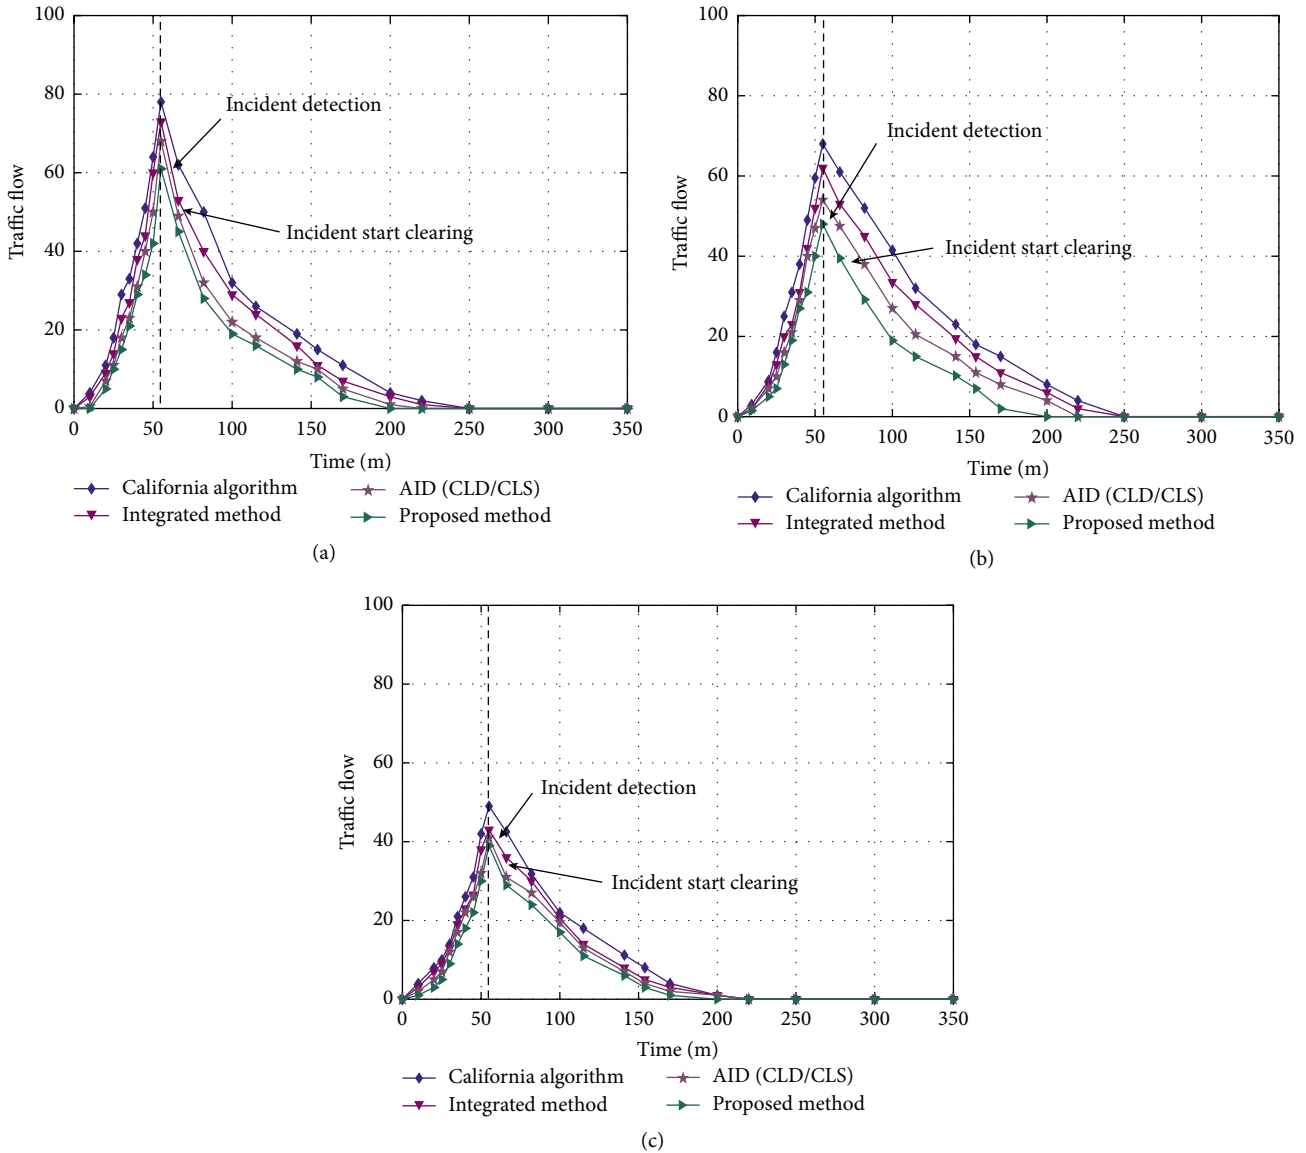 100
80
60
40
20
0
Traffic flow
Incident detection
Incident start clearing
0 50 100 150 200 250 300 350
Time (m)
California algorithm
Integrated method
AID (CLD/CLS)
Proposed method
(a)
100
80
60
40
20
0
Traffic flow
Incident detection
Incident start clearing
0 50 100 150 200 250 300 350
Time (m)
California algorithm
Integrated method
AID (CLD/CLS)
Proposed method
(b)
100
80
60
40
20
0
Traffic flow
Incident detection
Incident start clearing
0 50 100 150 200 250 300 350
Time (m)
California algorithm
Integrated method
AID (CLD/CLS)
Proposed method
(c)